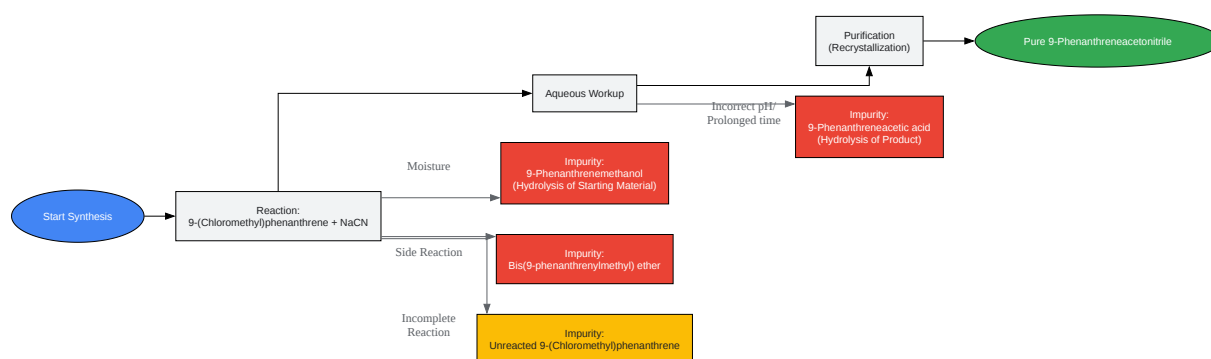 Start Synthesis
Reaction:
9-(Chloromethyl)phenanthrene + NaCN
Aqueous Workup
Purification
(Recrystallization)
Pure 9-Phenanthreneacetonitrile
Incorrect pH/
Prolonged time
Impurity:
9-Phenanthreneacetic acid
(Hydrolysis of Product)
Moisture
Impurity:
9-Phenanthrenemethanol
(Hydrolysis of Starting Material)
Side Reaction
Impurity:
Bis(9-phenanthrenylmethyl) ether
Incomplete
Reaction
Impurity:
Unreacted 9-(Chloromethyl)phenanthrene